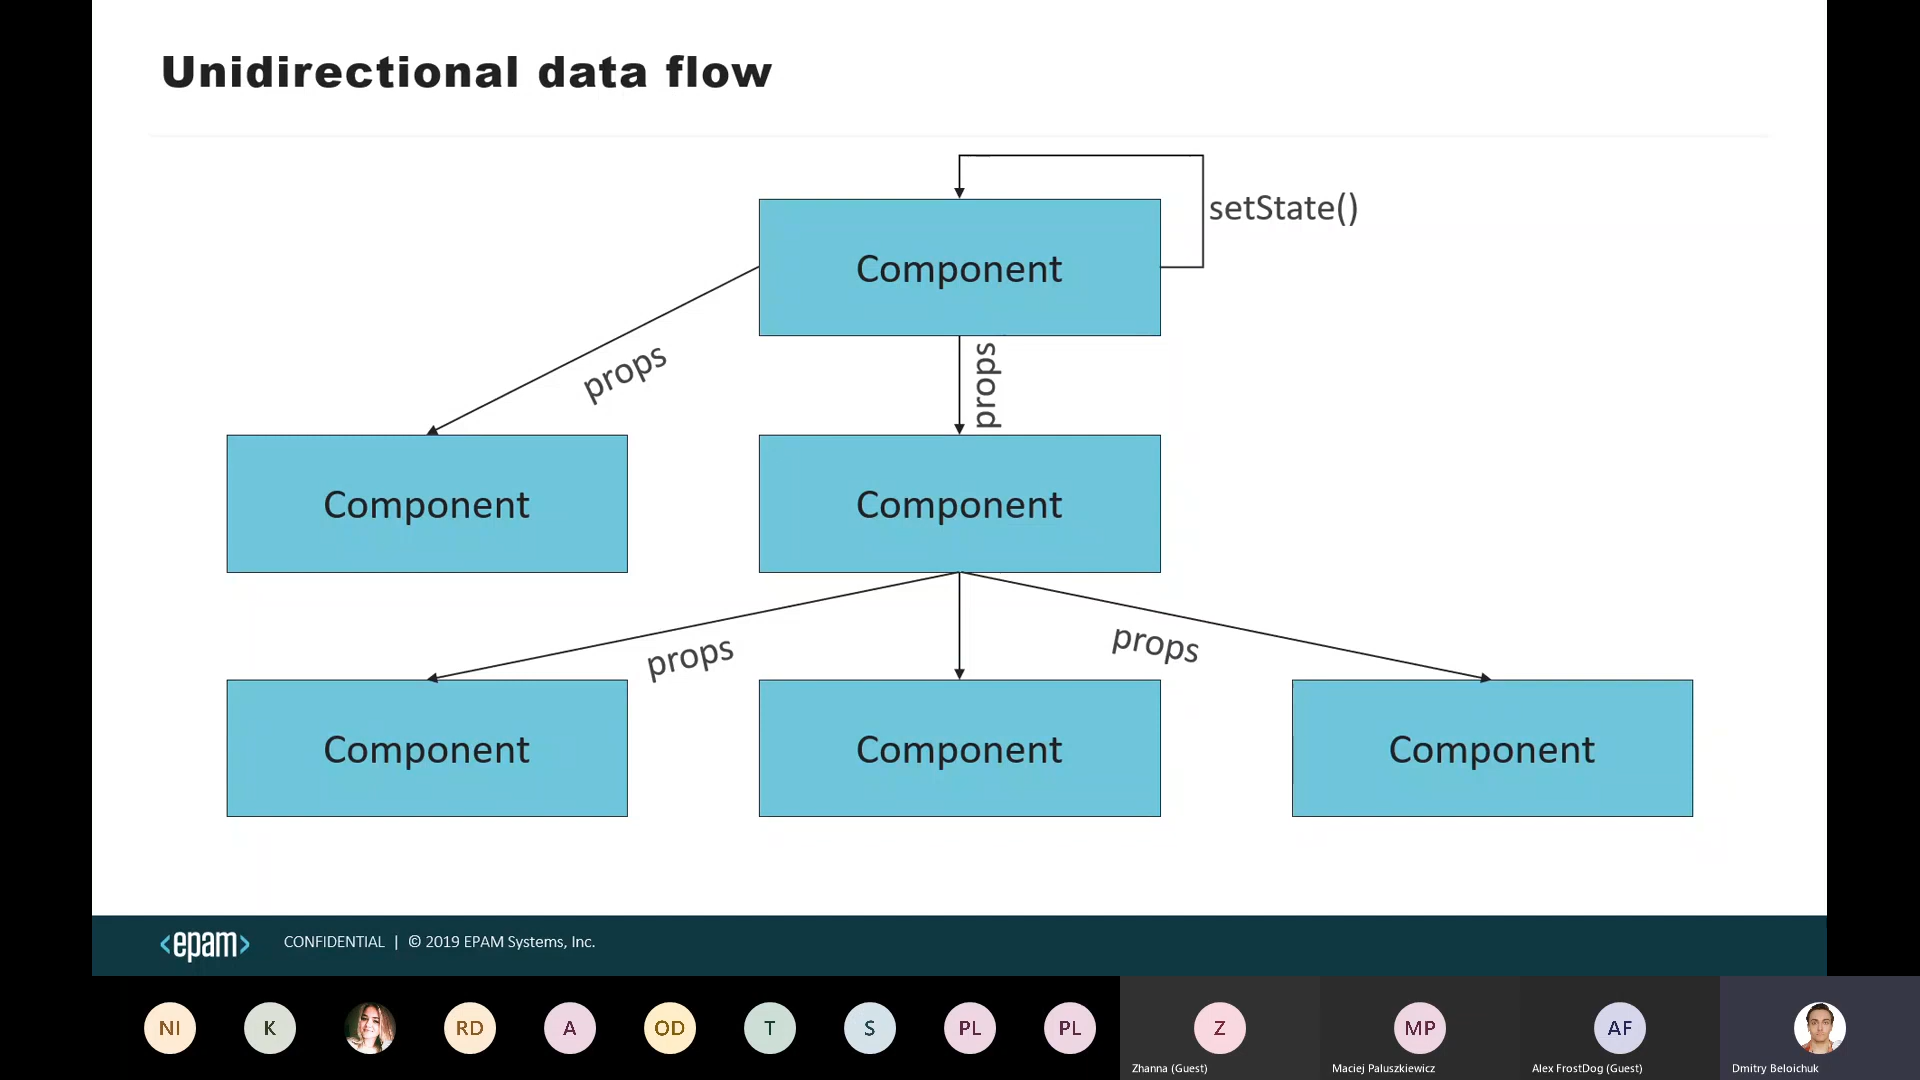 Unidirectional data flow
setState()
Component
props
props
Component
Component
props
props
Component
Component
Component
<epam>
CONFIDENTIAL | © 2019 EPAM Systems, Inc.
NI
K
RD
A
OD
T
S
PL
PL
Z
MP
AF
Zhanna (Guest)
Maciej Paluszkiewicz
Alex FrostDog (Guest)
Dmitry Beloichuk